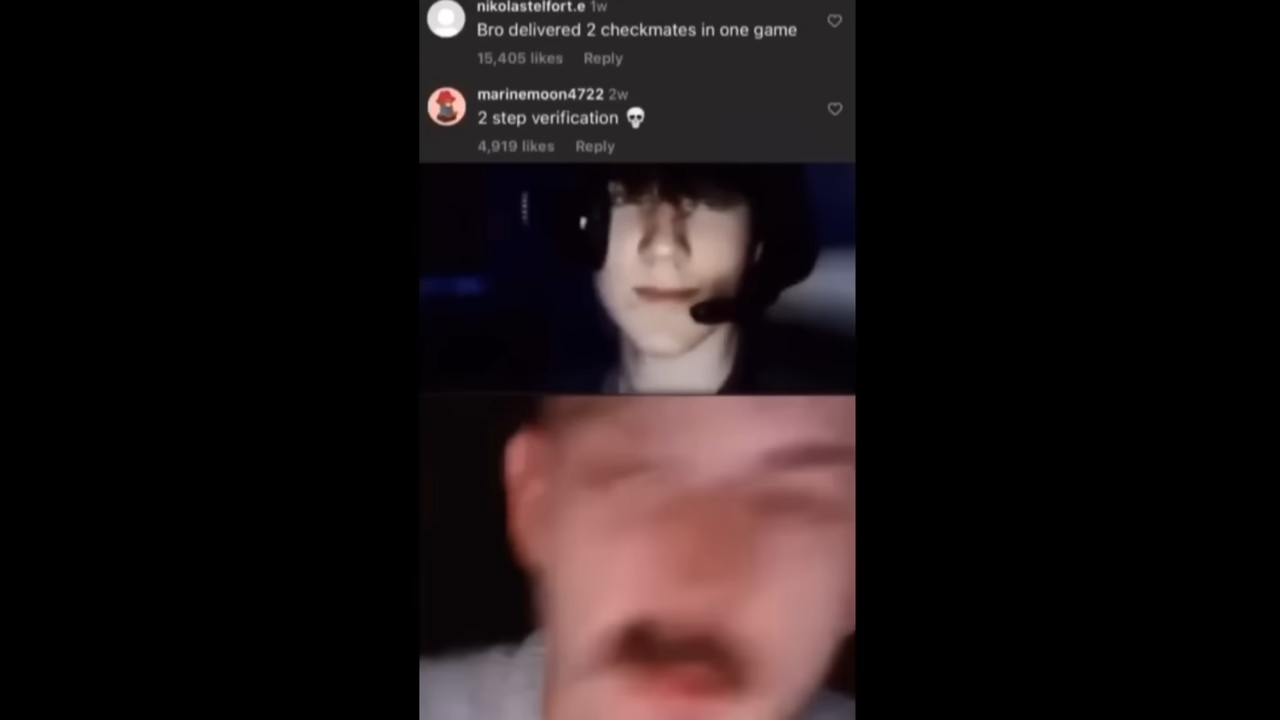 nikolastelfort.e 1w
Bro delivered 2 checkmates in one game
15,405 likes Reply
marinemoon4722 2w
2 step verification 💀
4,919 likes Reply